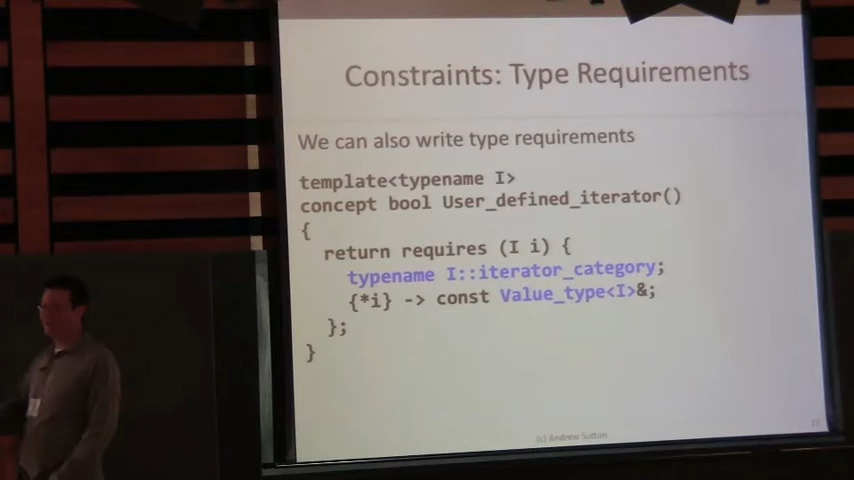 Constraints: Type Requirements
We can also write type requirements
template<typename I>
concept bool User_defined_iterator()
{
return requires (I i) {
typename I::iterator_category;
{*i} -> const Value_type<I>&;
};
}
(c) Andrew Sutton